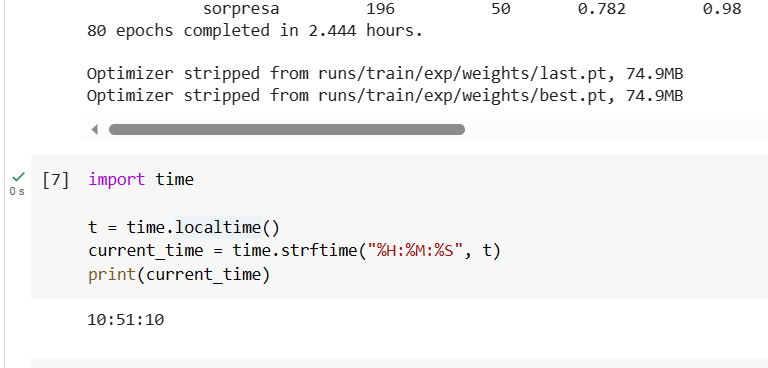 sorpresa 196 50 0.782 0.98
80 epochs completed in 2.444 hours.
Optimizer stripped from runs/train/exp/weights/last.pt, 74.9MB
Optimizer stripped from runs/train/exp/weights/best.pt, 74.9MB
[7] import time
0 s
t = time.localtime()
current_time = time.strftime("%H:%M:%S", t)
print(current_time)
10:51:10